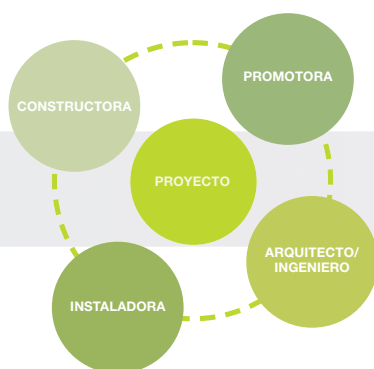 PROMOTORA
CONSTRUCTORA
PROYECTO
ARQUITECTO/
INGENIERO
INSTALADORA